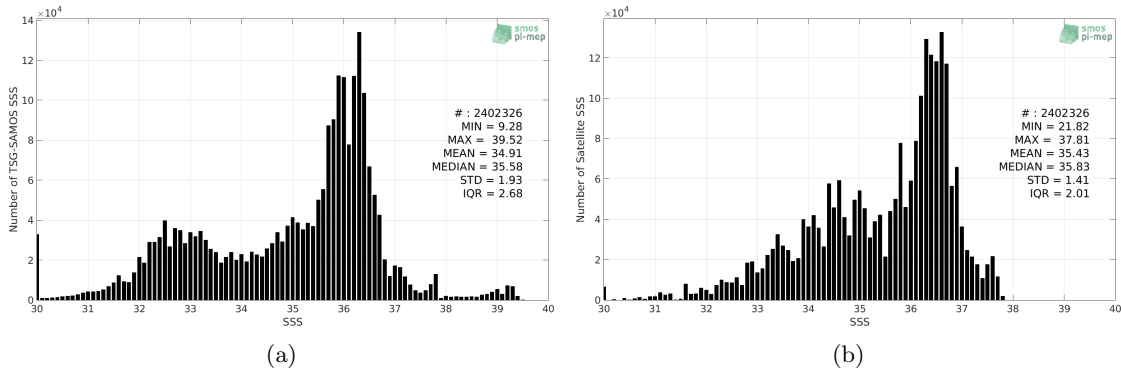 ×10⁴
14
12
10
8
6
4
2
0
Number of TSG-SAMOS SSS
smos
pi-mep
# : 2402326
MIN = 9.28
MAX = 39.52
MEAN = 34.91
MEDIAN = 35.58
STD = 1.93
IQR = 2.68
30 31 32 33 34 35 36 37 38 39 40
SSS
(a)
×10⁴
12
10
8
6
4
2
0
Number of Satellite SSS
smos
pi-mep
# : 2402326
MIN = 21.82
MAX = 37.81
MEAN = 35.43
MEDIAN = 35.83
STD = 1.41
IQR = 2.01
30 31 32 33 34 35 36 37 38 39 40
SSS
(b)